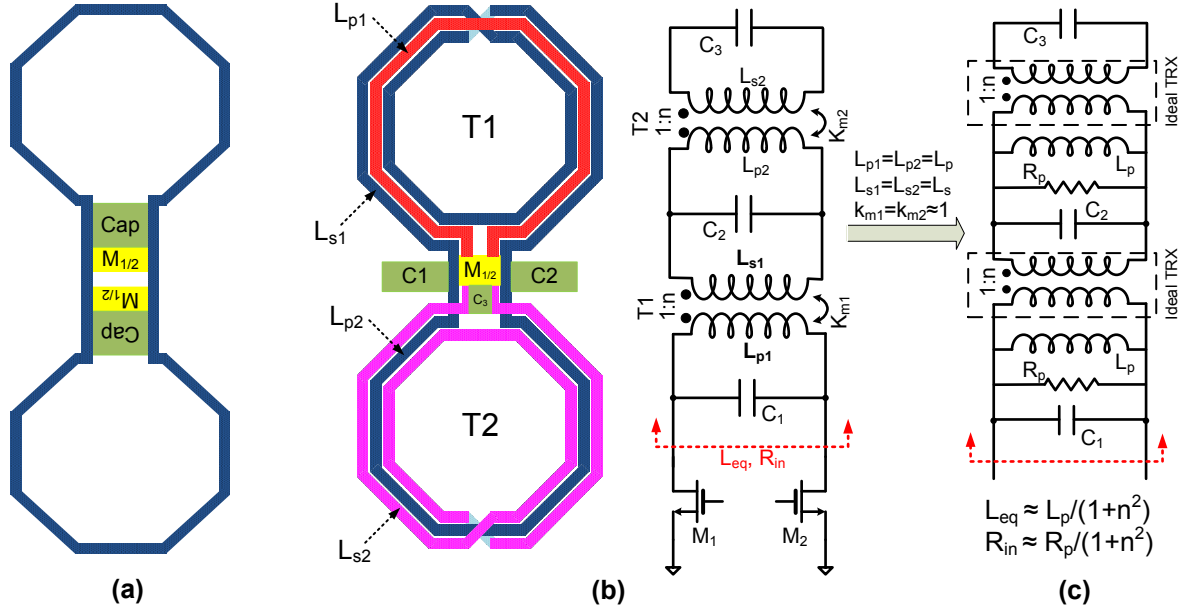 Cap
M1/2
M1/2
Cap
(a)
Lp1
T1
Ls1
C1
M1/2
C2
C3
Lp2
T2
Ls2
(b)
C3
Ls2
T2
1:n
Km2
Lp2
C2
Ls1
T1
1:n
Km1
Lp1
C1
Leq, Rin
M1
M2
Lp1=Lp2=Lp
Ls1=Ls2=Ls
km1=km2≈1
C3
1:n
Ideal TRX
Lp
Rp
C2
1:n
Ideal TRX
Lp
Rp
C1
Leq ≈ Lp/(1+n²)
Rin ≈ Rp/(1+n²)
(c)